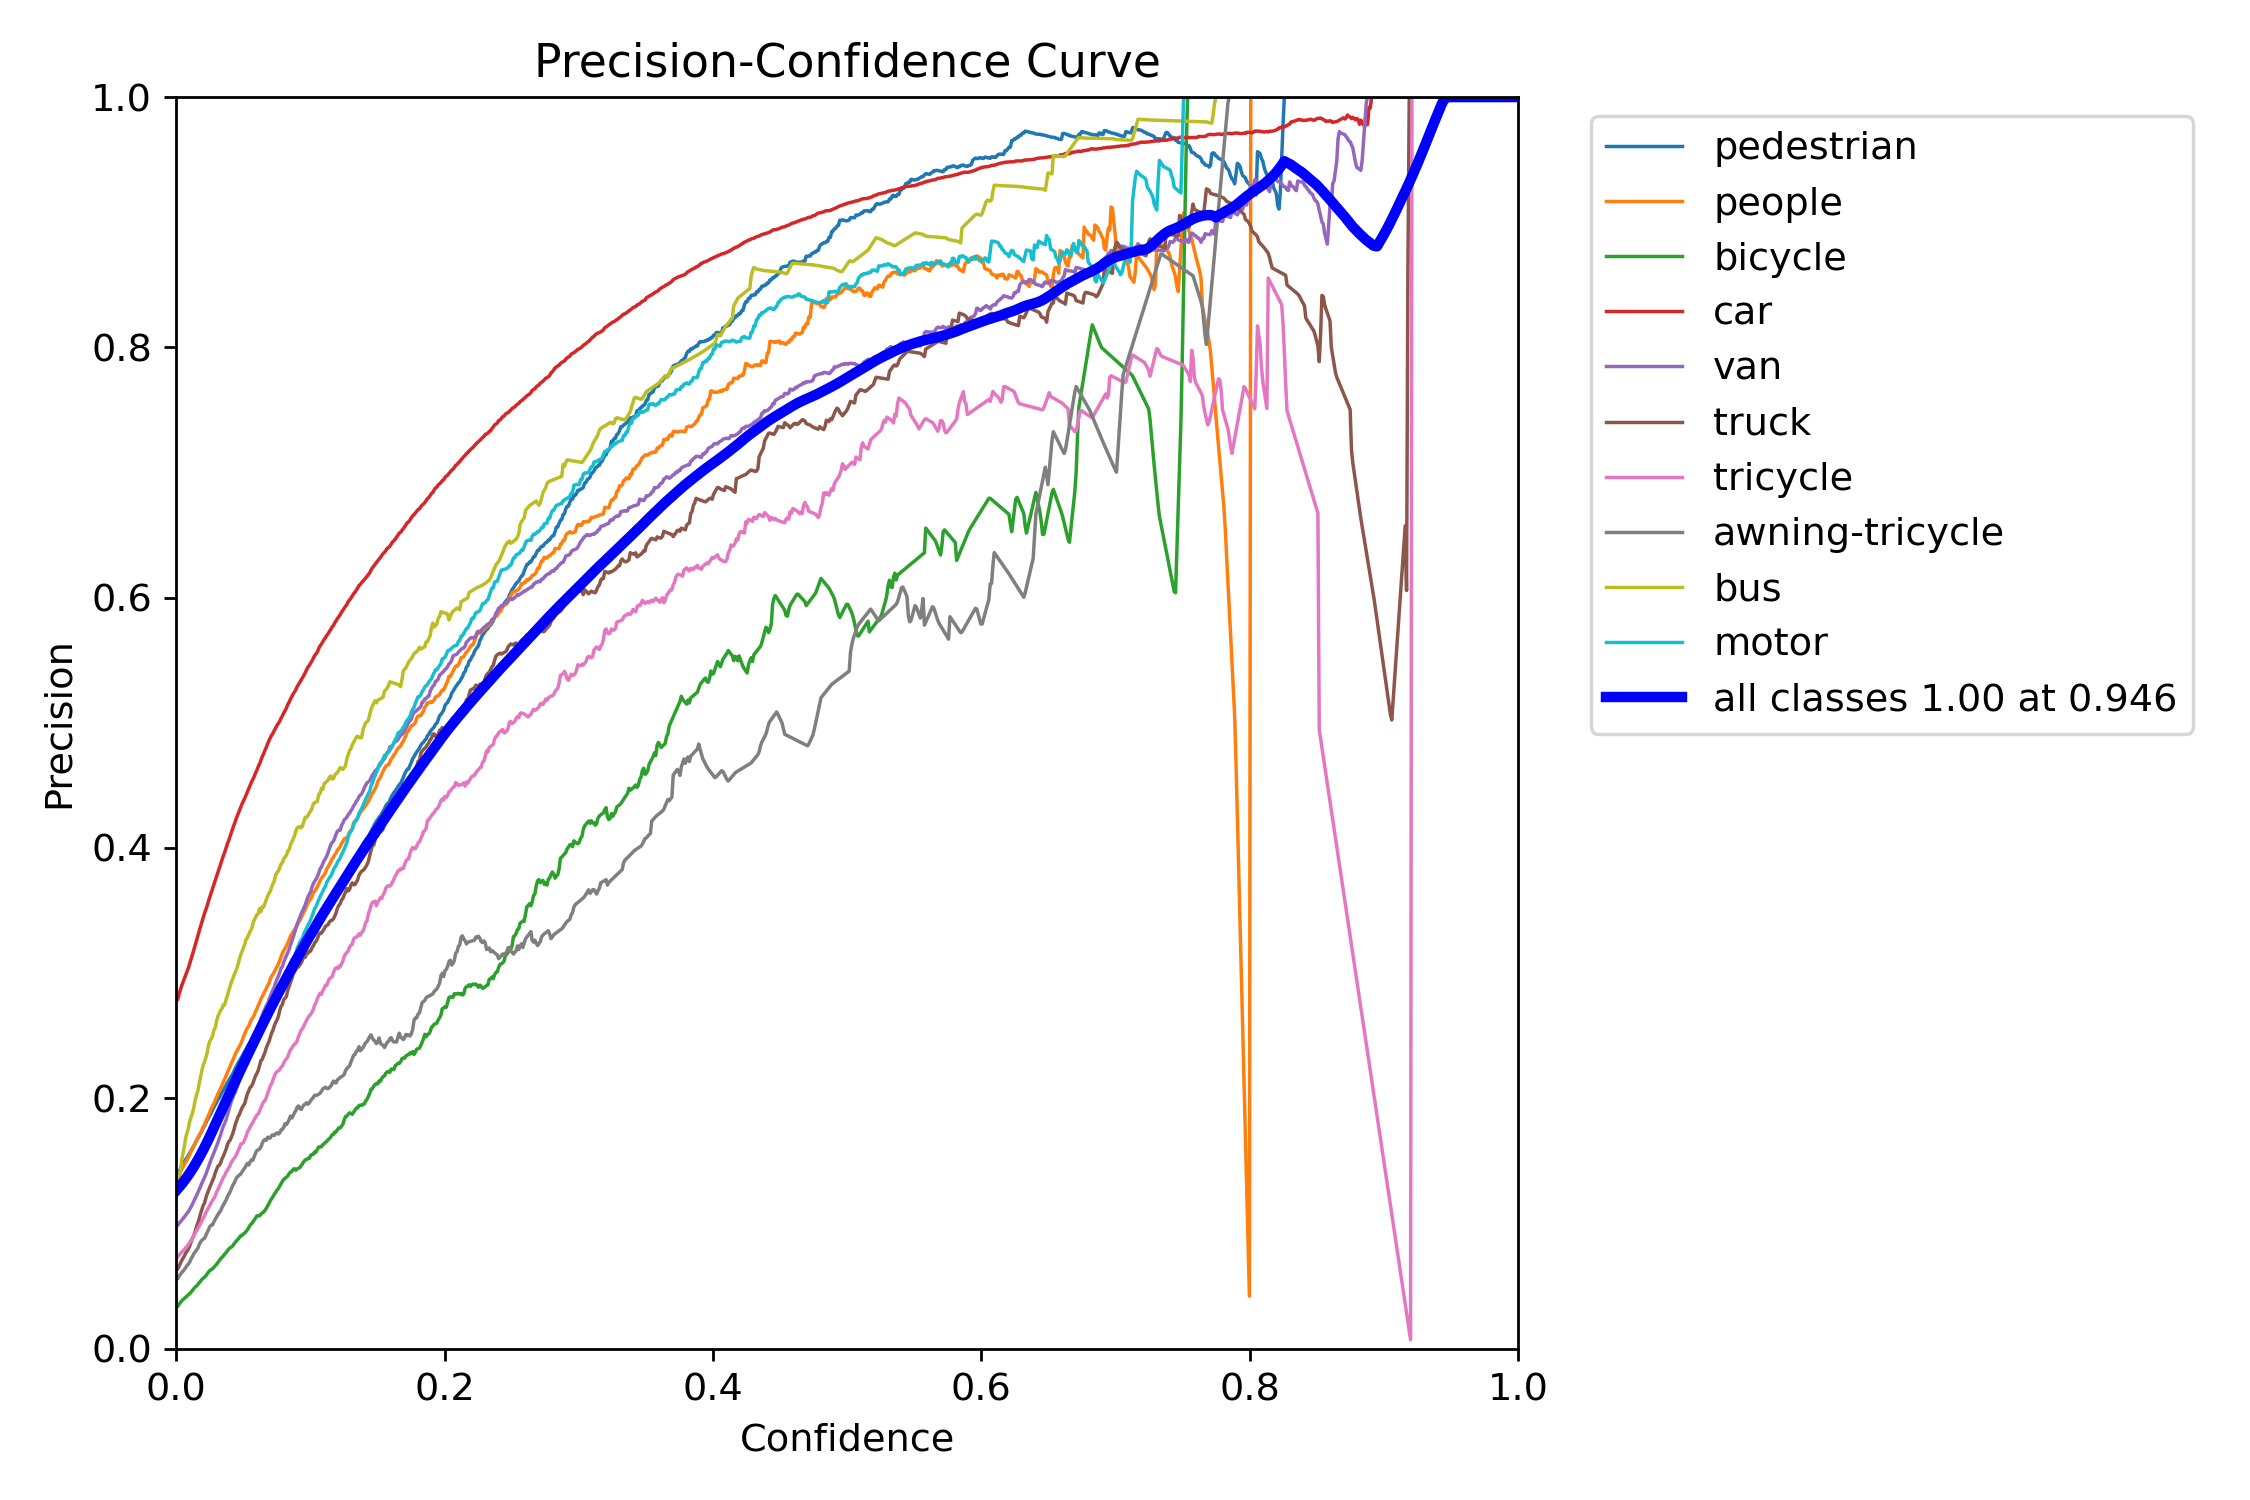 Precision-Confidence Curve
1.0
0.8
0.6
0.4
0.2
0.0
Precision
0.0 0.2 0.4 0.6 0.8 1.0
Confidence
pedestrian
people
bicycle
car
van
truck
tricycle
awning-tricycle
bus
motor
all classes 1.00 at 0.946